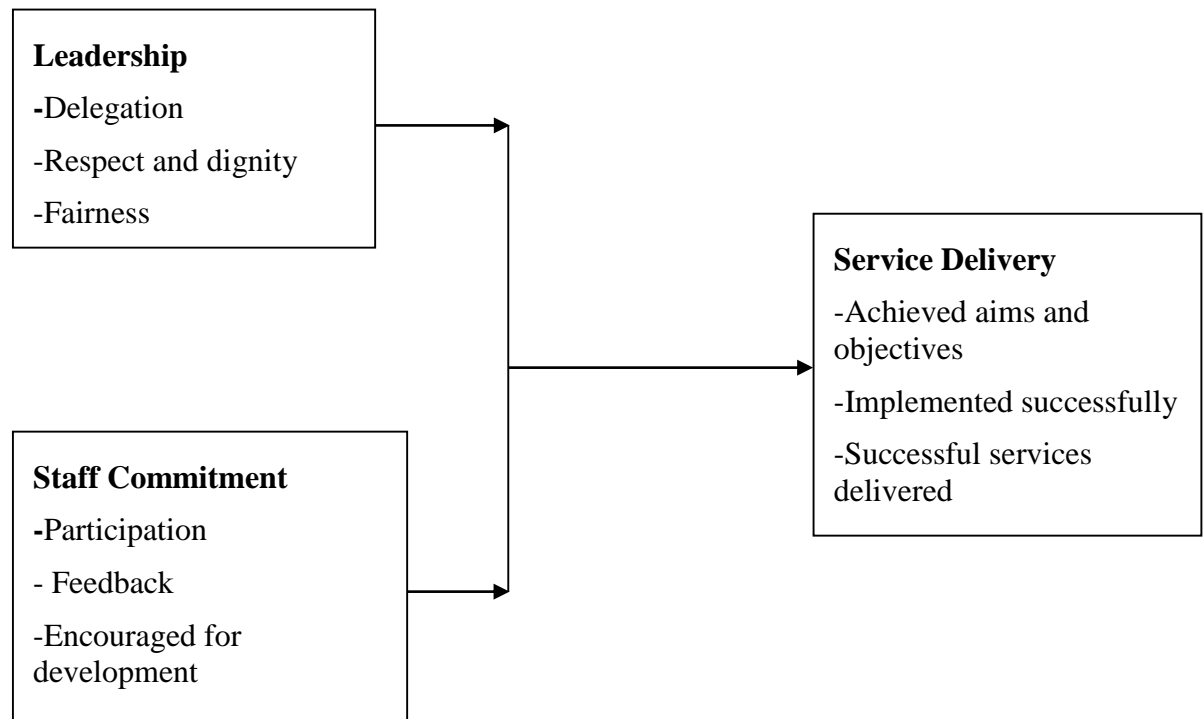 Leadership
-Delegation
-Respect and dignity
-Fairness
Staff Commitment
-Participation
- Feedback
-Encouraged for
development
Service Delivery
-Achieved aims and
objectives
-Implemented successfully
-Successful services
delivered